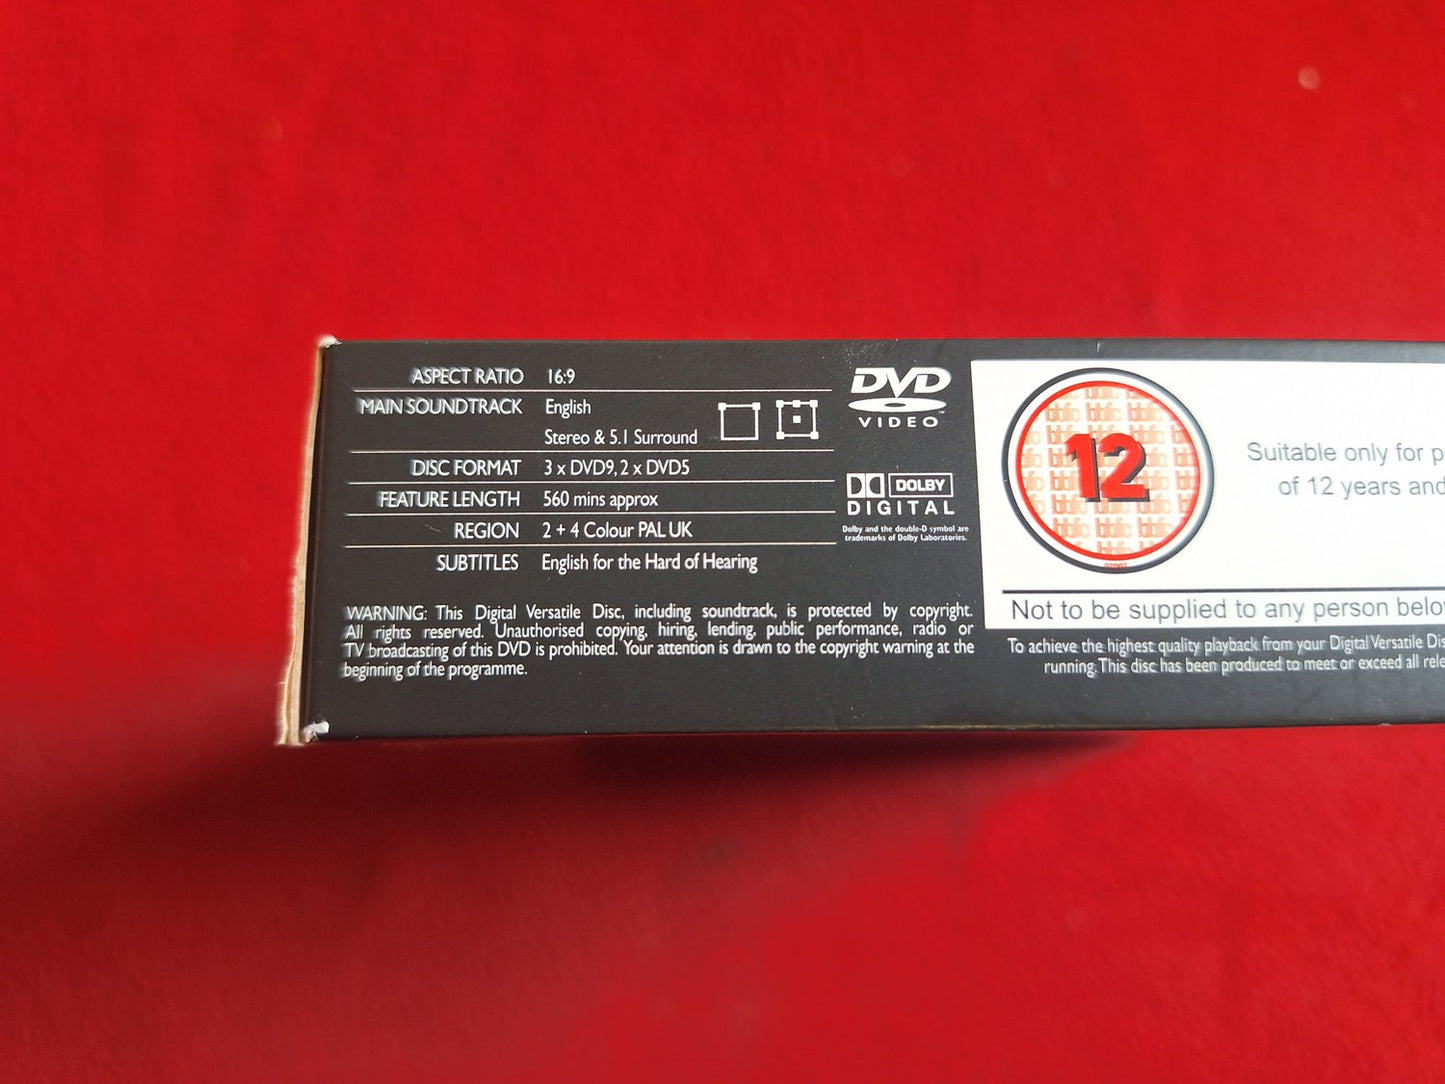 ASPECT RATIO 16:9
MAIN SOUNDTRACK English
Stereo & 5.1 Surround
DISC FORMAT 3 x DVD9, 2 x DVD5
FEATURE LENGTH 560 mins approx
REGION 2 + 4 Colour PAL UK
SUBTITLES English for the Hard of Hearing
WARNING: This Digital Versatile Disc, including soundtrack, is protected by copyright.
All rights reserved. Unauthorised copying, hiring, lending, public performance, radio or
TV broadcasting of this DVD is prohibited. Your attention is drawn to the copyright warning at the
beginning of the programme.
DVD
VIDEO
DOLBY
DIGITAL
Dolby and the double-D symbol are
trademarks of Dolby Laboratories.
12
Suitable only for p
of 12 years and
Not to be supplied to any person belo
To achieve the highest quality playback from your Digital Versatile Dis
running. This disc has been produced to meet or exceed all rele